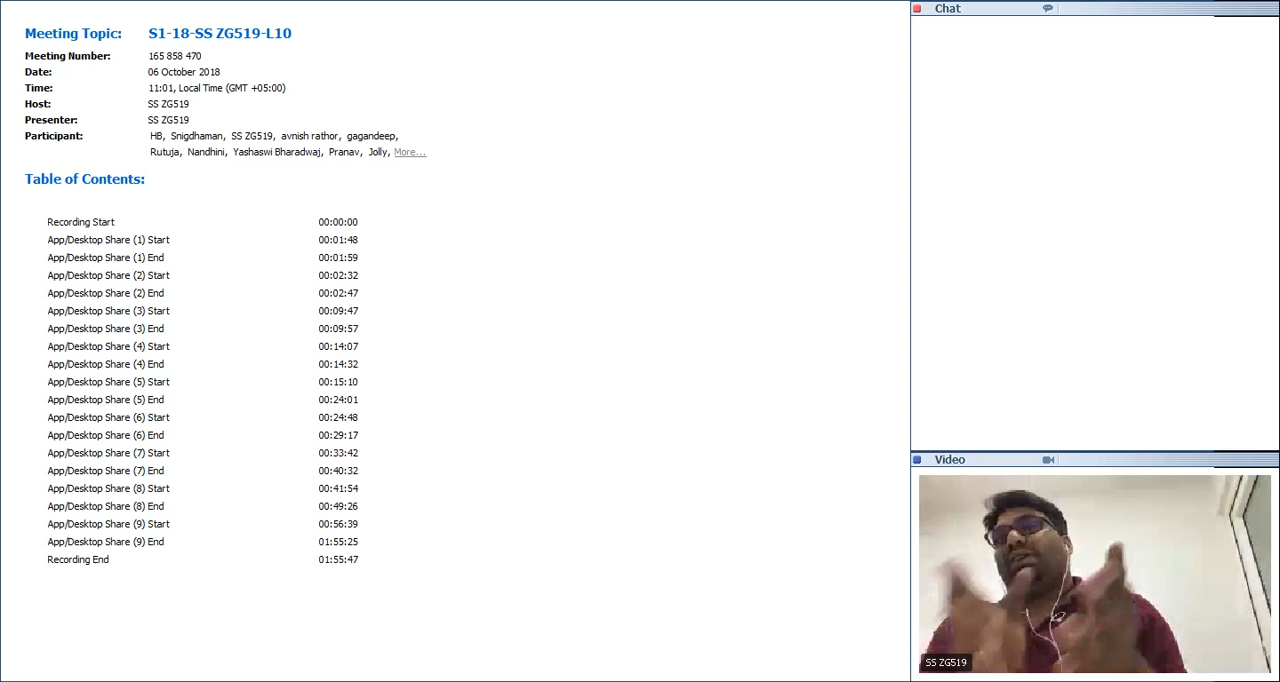 Meeting Topic: S1-18-SS ZG519-L10
Meeting Number: 165 858 470
Date: 06 October 2018
Time: 11:01, Local Time (GMT +05:00)
Host: SS ZG519
Presenter: SS ZG519
Participant: HB, Snigdhaman, SS ZG519, avnish rathor, gagandeep,
Rutuja, Nandhini, Yashaswi Bharadwaj, Pranav, Jolly, More...
Table of Contents:
Recording Start 00:00:00
App/Desktop Share (1) Start 00:01:48
App/Desktop Share (1) End 00:01:59
App/Desktop Share (2) Start 00:02:32
App/Desktop Share (2) End 00:02:47
App/Desktop Share (3) Start 00:09:47
App/Desktop Share (3) End 00:09:57
App/Desktop Share (4) Start 00:14:07
App/Desktop Share (4) End 00:14:32
App/Desktop Share (5) Start 00:15:10
App/Desktop Share (5) End 00:24:01
App/Desktop Share (6) Start 00:24:48
App/Desktop Share (6) End 00:29:17
App/Desktop Share (7) Start 00:33:42
App/Desktop Share (7) End 00:40:32
App/Desktop Share (8) Start 00:41:54
App/Desktop Share (8) End 00:49:26
App/Desktop Share (9) Start 00:56:39
App/Desktop Share (9) End 01:55:25
Recording End 01:55:47
Chat
Video
SS ZG519